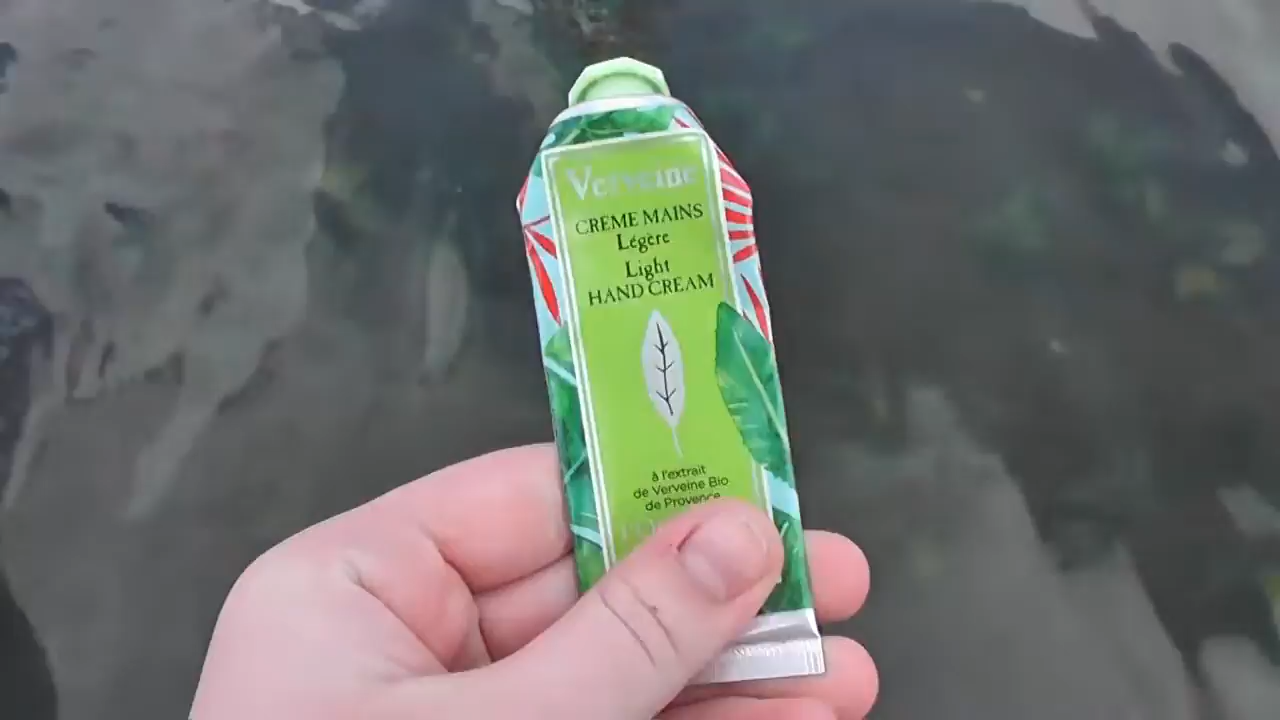 Verveine
CRÈME MAINS
Légère
Light
HAND CREAM
à l'extrait
de Verveine Bio
de Provence